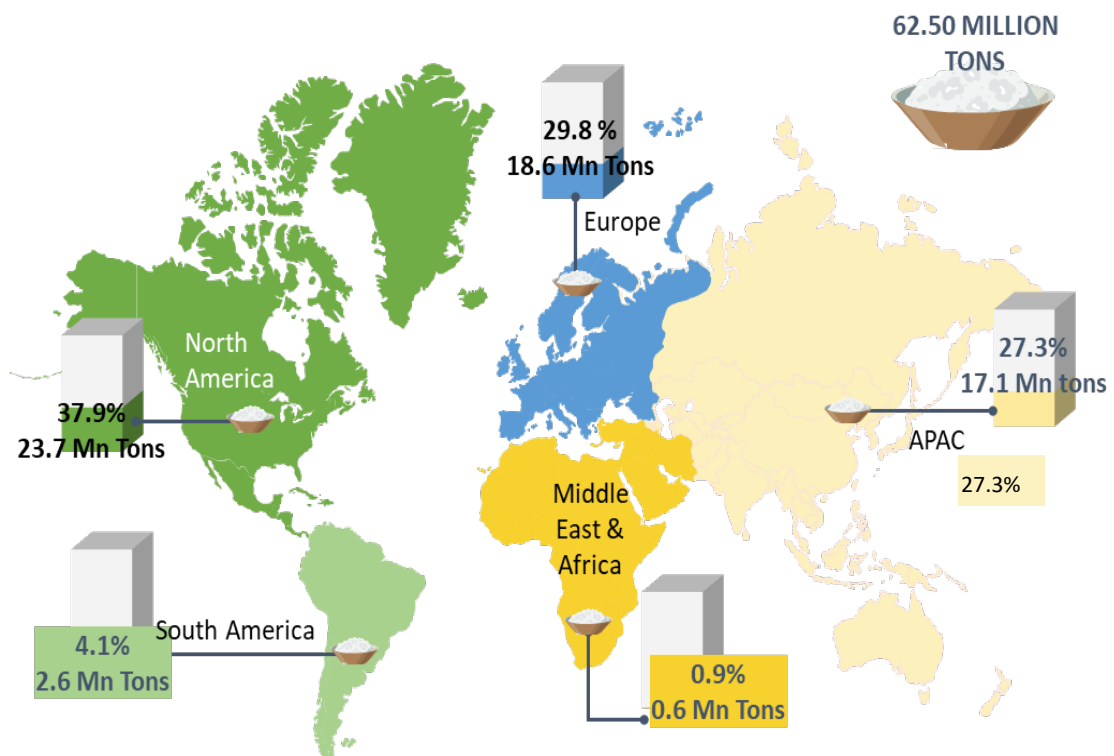 62.50 MILLION
TONS
29.8 %
18.6 Mn Tons
Europe
North
America
37.9%
23.7 Mn Tons
27.3%
17.1 Mn tons
APAC
27.3%
Middle
East &
Africa
South America
4.1%
2.6 Mn Tons
0.9%
0.6 Mn Tons